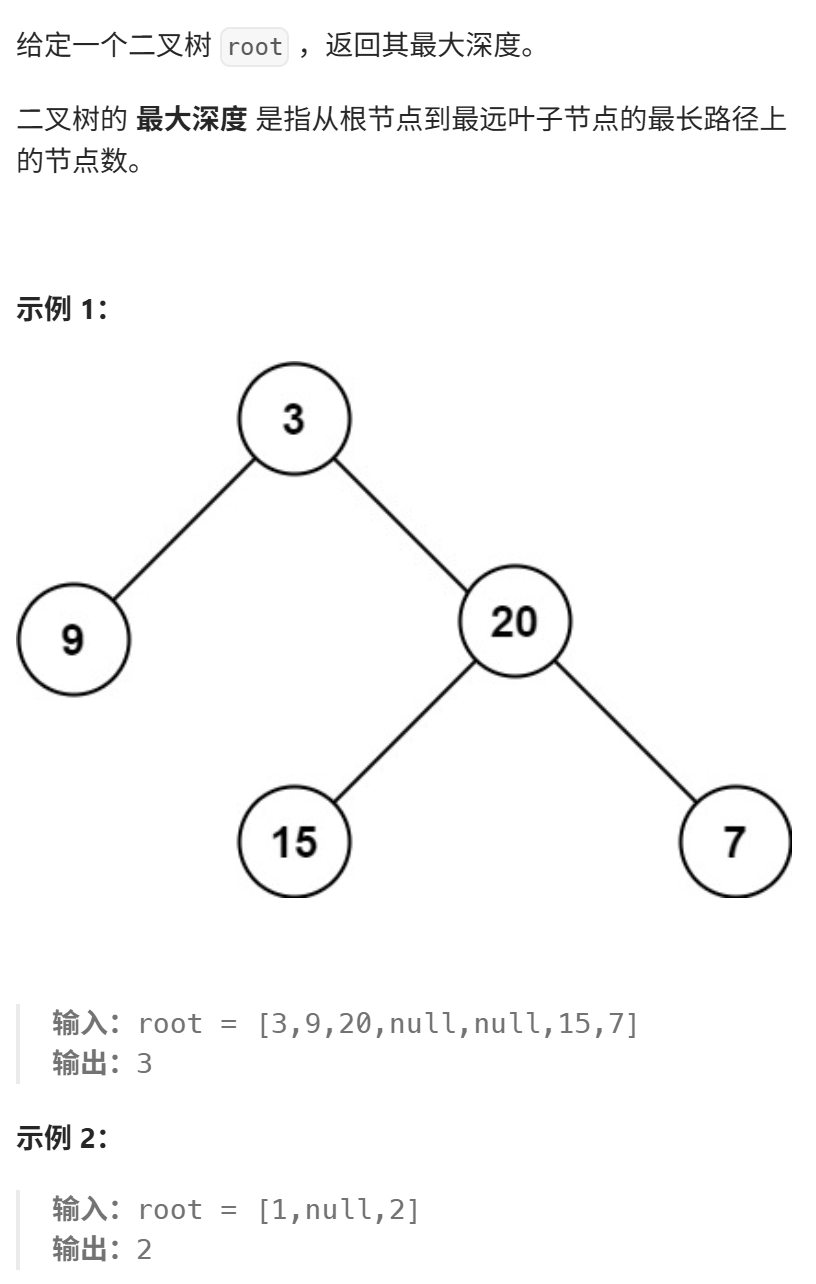 给定一个二叉树 root ，返回其最大深度。
二叉树的 最大深度 是指从根节点到最远叶子节点的最长路径上
的节点数。
示例 1：
3
9
20
15
7
输入：root = [3,9,20,null,null,15,7]
输出：3
示例 2：
输入：root = [1,null,2]
输出：2